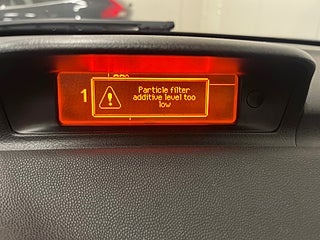 1
Particle filter
additive level too
low